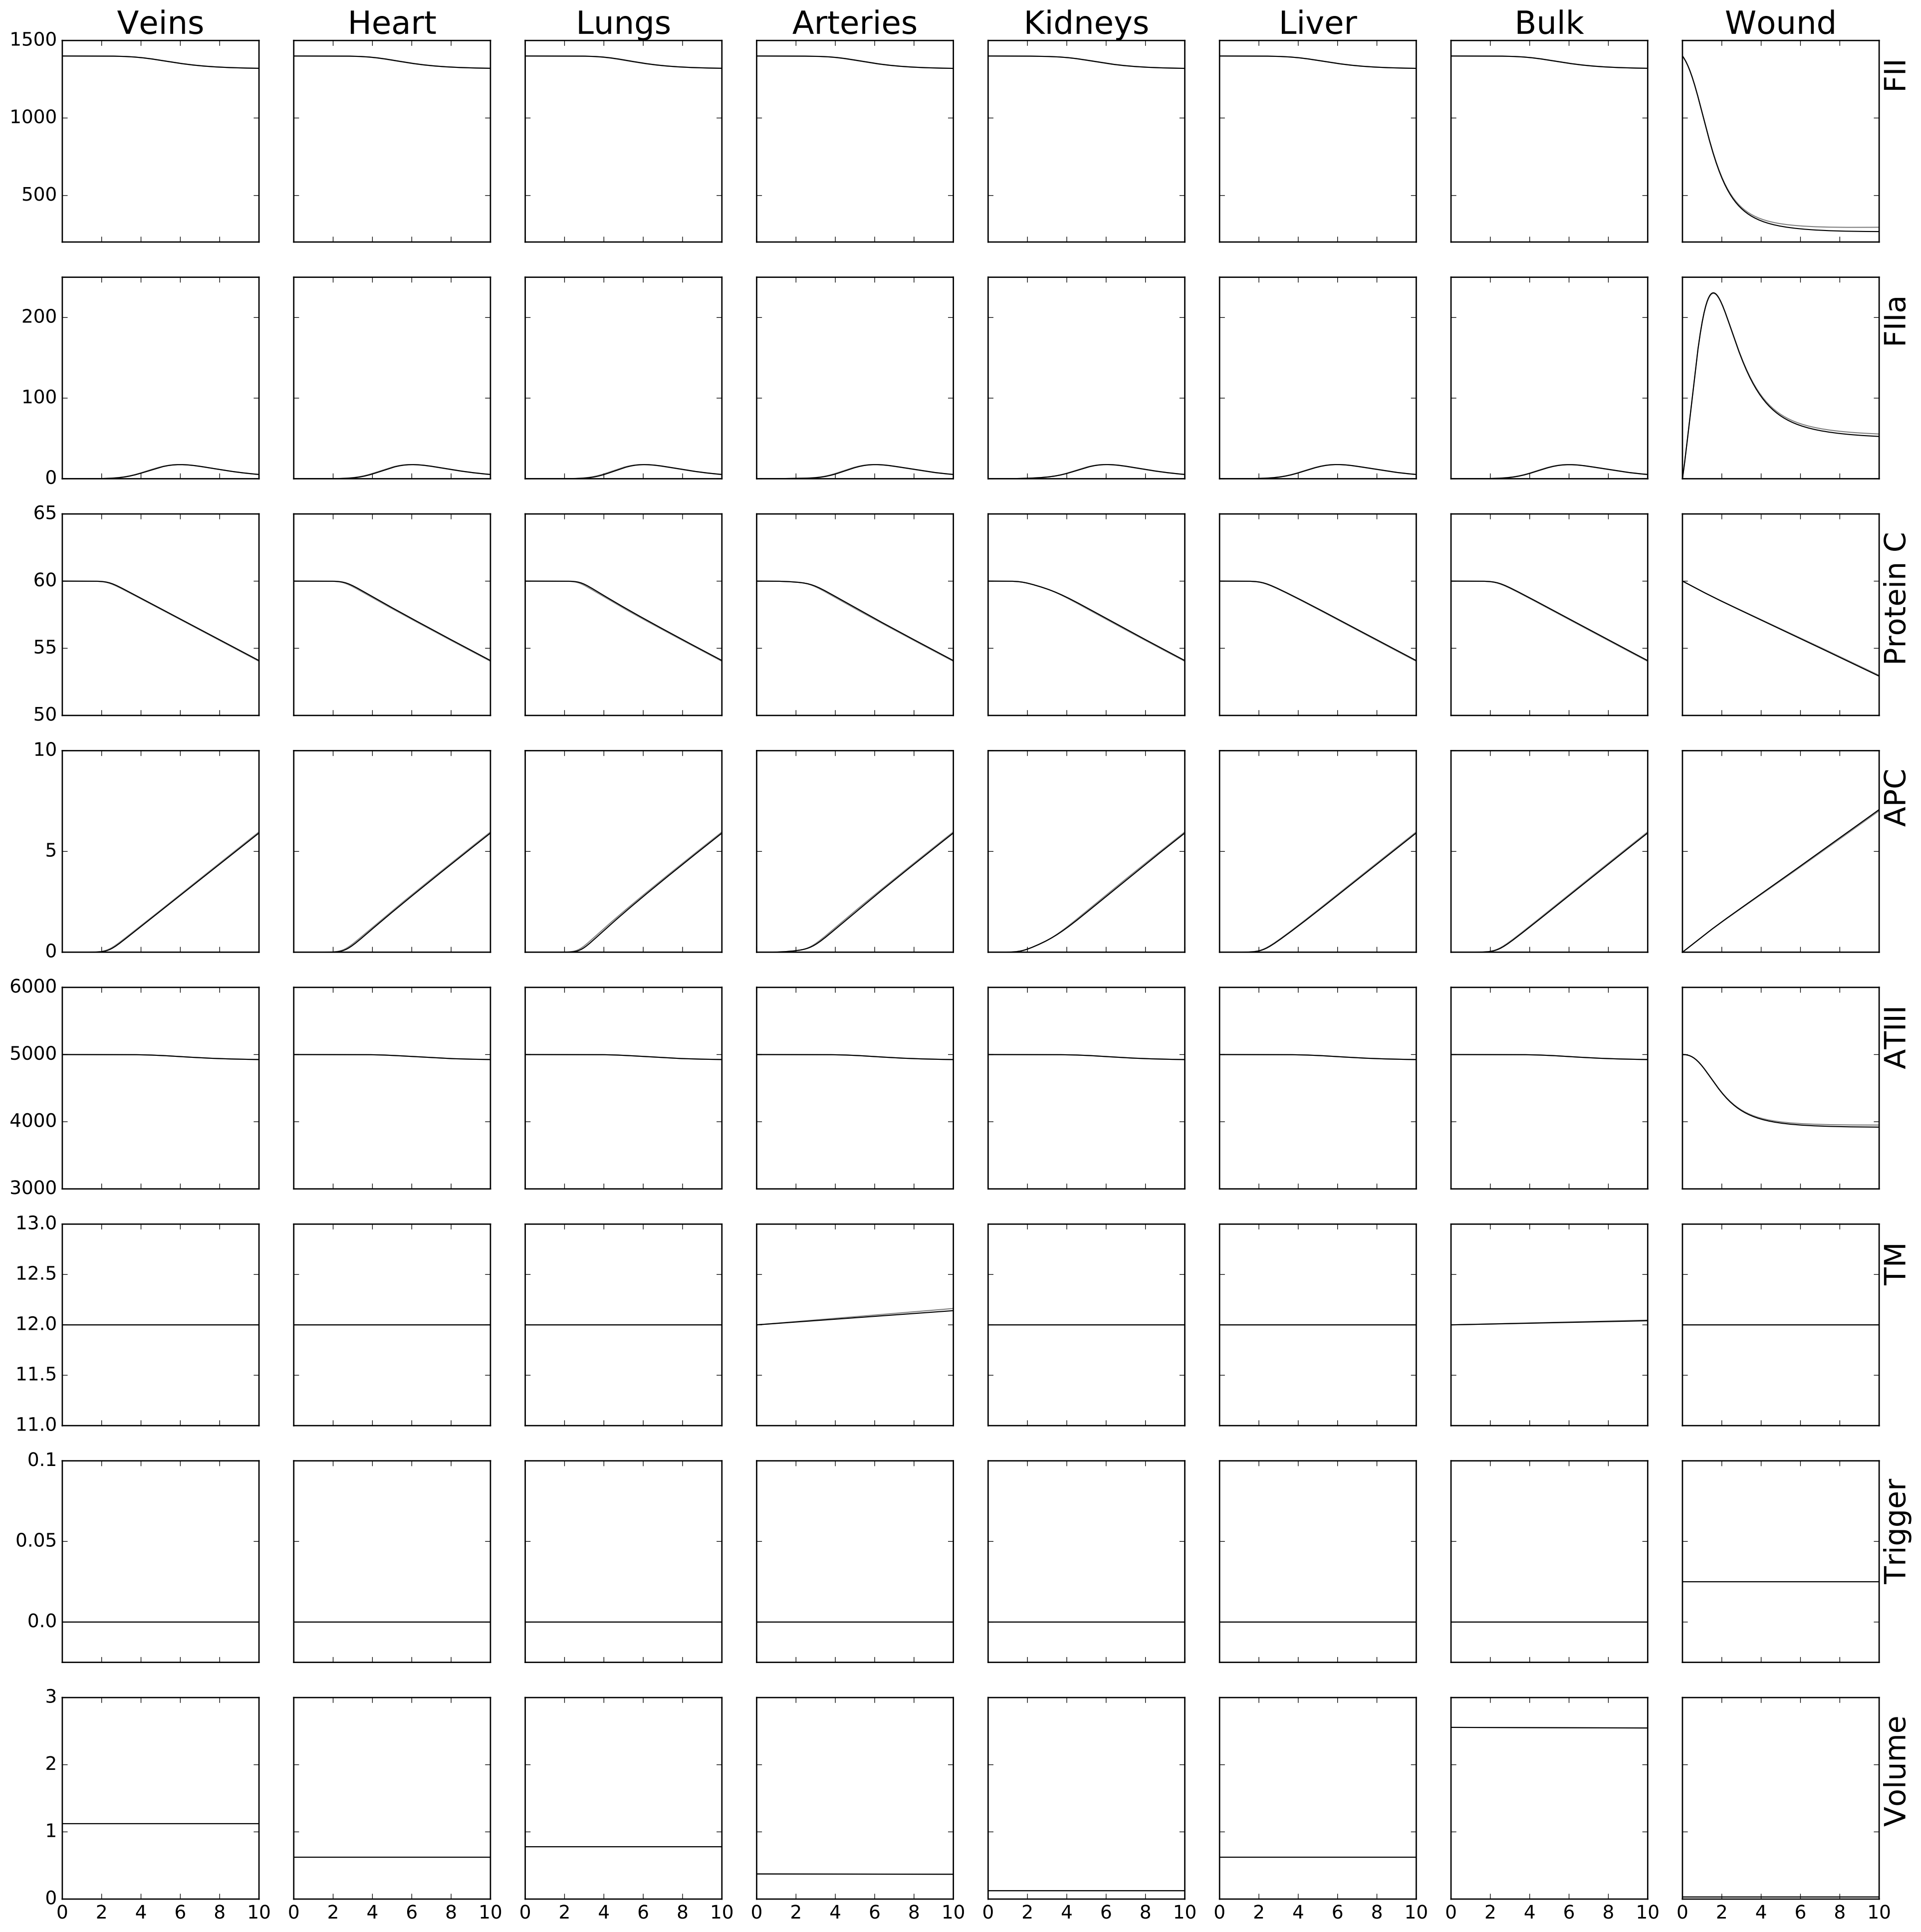 Veins Heart Lungs Arteries Kidneys Liver Bulk Wound
1500
1000
500
FII
200
100
0
FIIa
65
60
55
50
Protein C
10
5
0
APC
6000
5000
4000
3000
ATIII
13.0
12.5
12.0
11.5
11.0
TM
0.1
0.05
0.0
Trigger
3
2
1
0
Volume
0 2 4 6 8 10 0 2 4 6 8 10 0 2 4 6 8 10 0 2 4 6 8 10 0 2 4 6 8 10 0 2 4 6 8 10 0 2 4 6 8 10 0 2 4 6 8 10